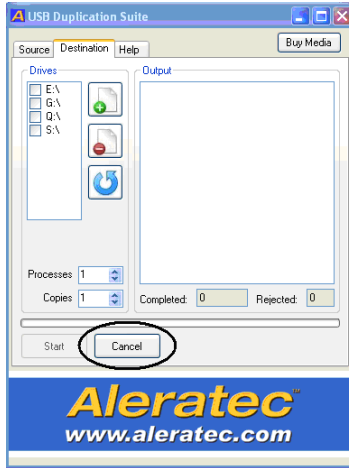 A USB Duplication Suite
Buy Media
Source Destination Help
Drives
Output
E:\
G:\
Q:\
S:\
Processes 1
Copies 1
Completed: 0 Rejected: 0
Start Cancel
Aleratec™
www.aleratec.com